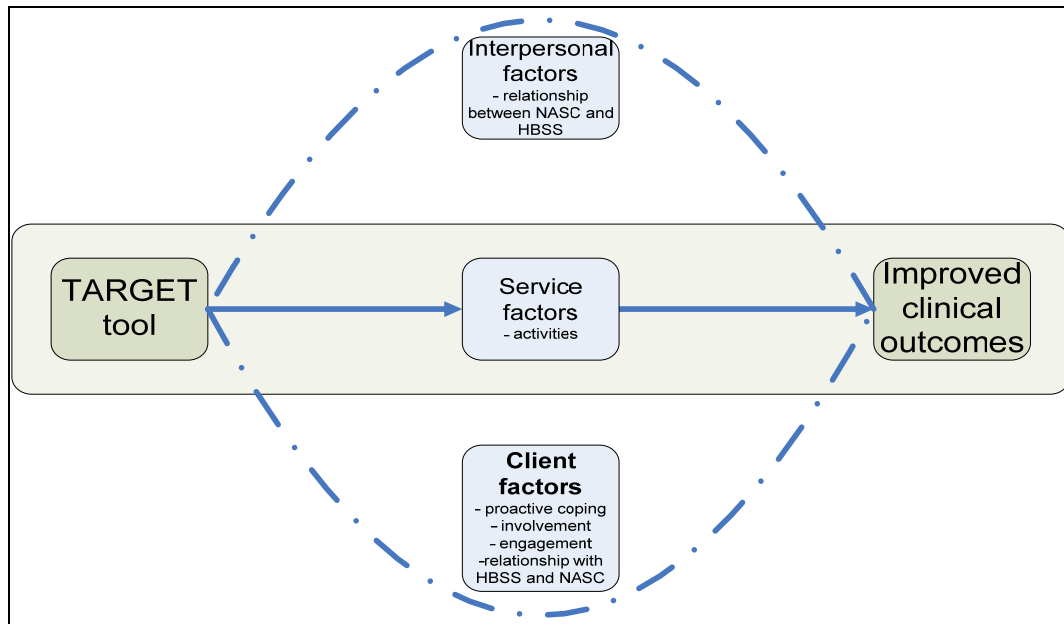 Interpersonal
factors
- relationship
between NASC and
HBSS
TARGET
tool
Service
factors
- activities
Improved
clinical
outcomes
Client
factors
- proactive coping
- involvement
- engagement
-relationship with
HBSS and NASC